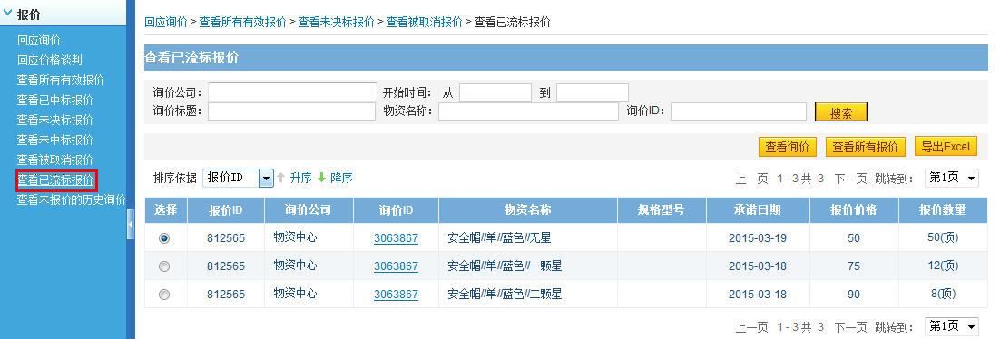 报价
回应询价
回应价格谈判
查看所有有效报价
查看已中标报价
查看未决标报价
查看未中标报价
查看被取消报价
查看已流标报价
查看未报价的历史询价
回应询价 > 查看所有有效报价 > 查看未决标报价 > 查看被取消报价 > 查看已流标报价
查看已流标报价
询价公司： 开始时间： 从 到
询价标题： 物资名称： 询价ID： 搜索
查看询价 查看所有报价 导出Excel
排序依据 报价ID 升序 降序 上一页 1 - 3 共 3 下一页 跳转到： 第1页
选择 报价ID 询价公司 询价ID 物资名称 规格型号 承诺日期 报价价格 报价数量
812565 物资中心 3063867 安全帽//单//蓝色//无星 2015-03-19 50 50(顶)
812565 物资中心 3063867 安全帽//单//蓝色//一颗星 2015-03-18 75 12(顶)
812565 物资中心 3063867 安全帽//单//蓝色//二颗星 2015-03-18 90 8(顶)
上一页 1 - 3 共 3 下一页 跳转到： 第1页